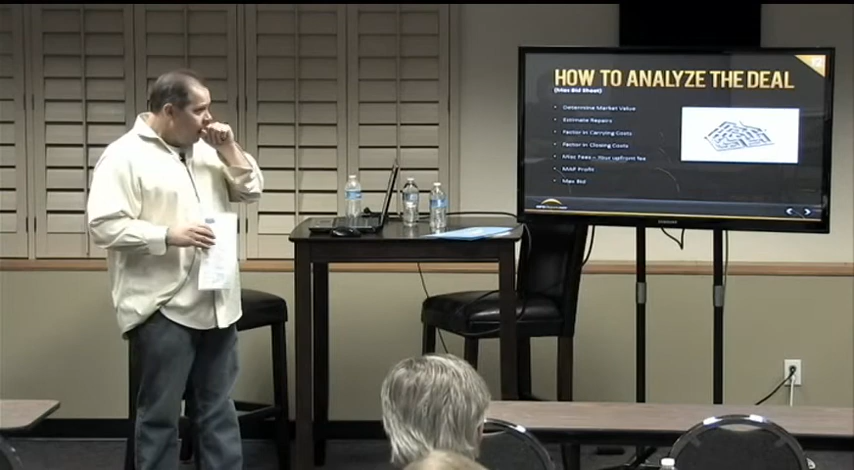 HOW TO ANALYZE THE DEAL
(Max Bid Sheet)
• Determine Market Value
• Estimate Repairs
• Factor in Carrying Costs
• Factor in Closing Costs
• Misc Fees – Your upfront fee
• MAP Profit
• Max Bid
SAMSUNG